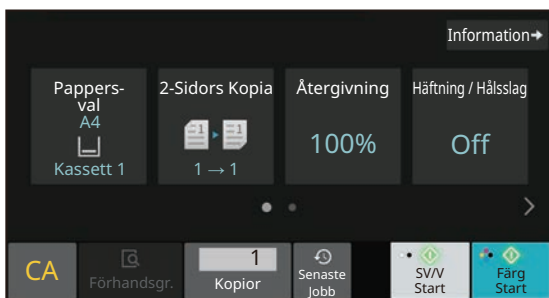 Information
Pappers-
val
A4
Kassett 1
2-Sidors Kopia
1 → 1
Återgivning
100%
Häftning / Hålsslag
Off
CA
Förhandsgr.
1
Kopior
Senaste
Jobb
SV/V
Start
Färg
Start